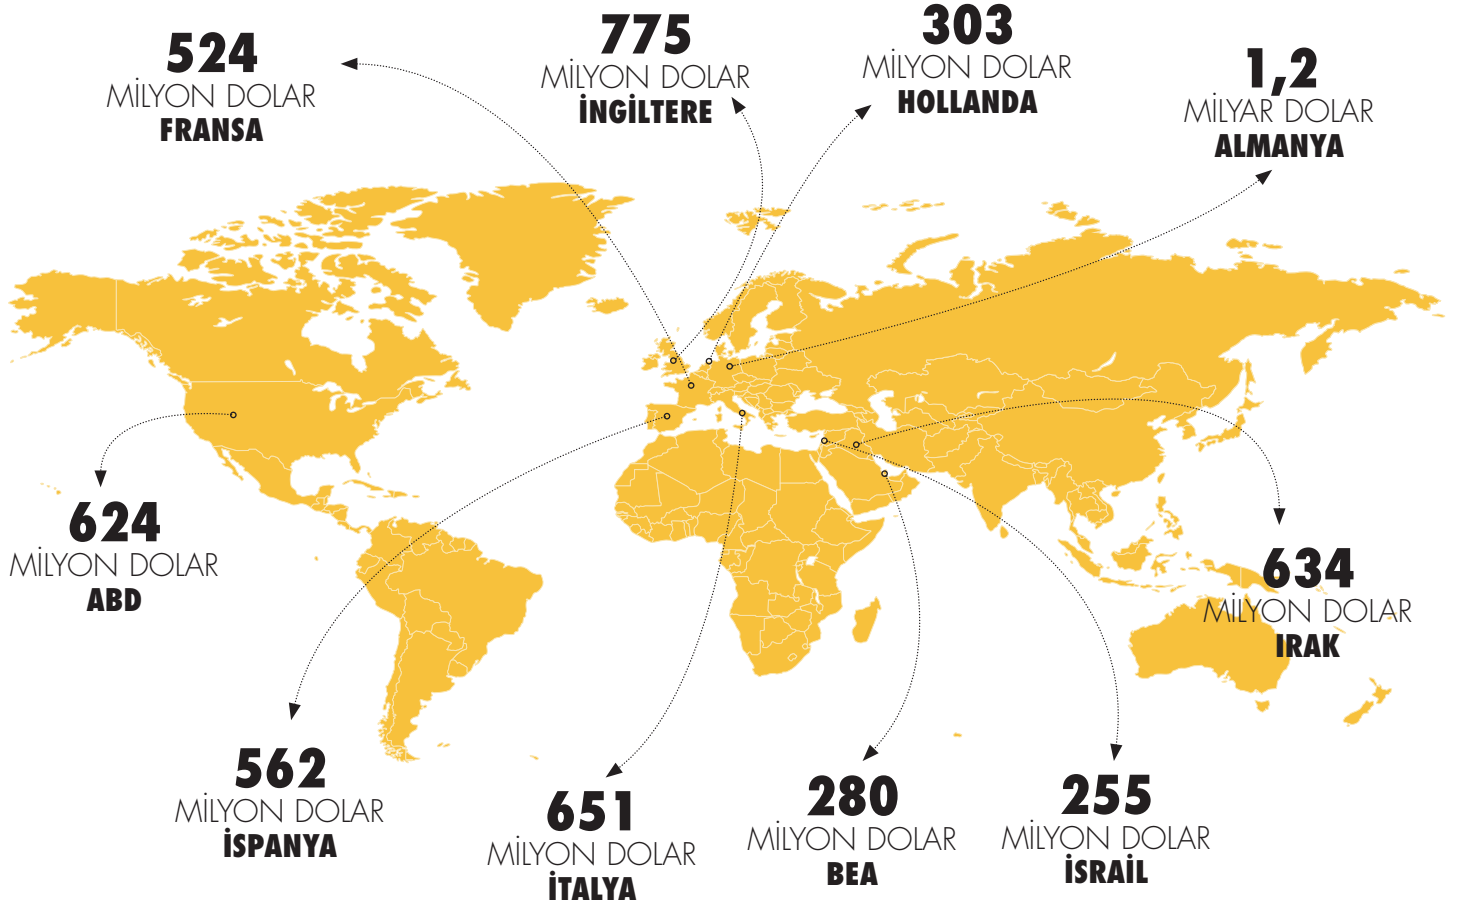 524
MİLYON DOLAR
FRANSA
775
MİLYON DOLAR
İNGİLTERE
303
MİLYON DOLAR
HOLLANDA
1,2
MİLYAR DOLAR
ALMANYA
624
MİLYON DOLAR
ABD
634
MİLYON DOLAR
IRAK
562
MİLYON DOLAR
İSPANYA
651
MİLYON DOLAR
İTALYA
280
MİLYON DOLAR
BEA
255
MİLYON DOLAR
İSRAİL